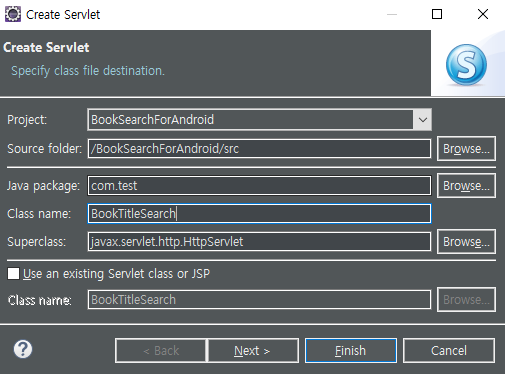 Create Servlet
Create Servlet
Specify class file destination.
S
Project: BookSearchForAndroid
Source folder: /BookSearchForAndroid/src Browse...
Java package: com.test Browse...
Class name: BookTitleSearch
Superclass: javax.servlet.http.HttpServlet Browse...
Use an existing Servlet class or JSP
Class name: BookTitleSearch Browse...
? < Back Next > Finish Cancel